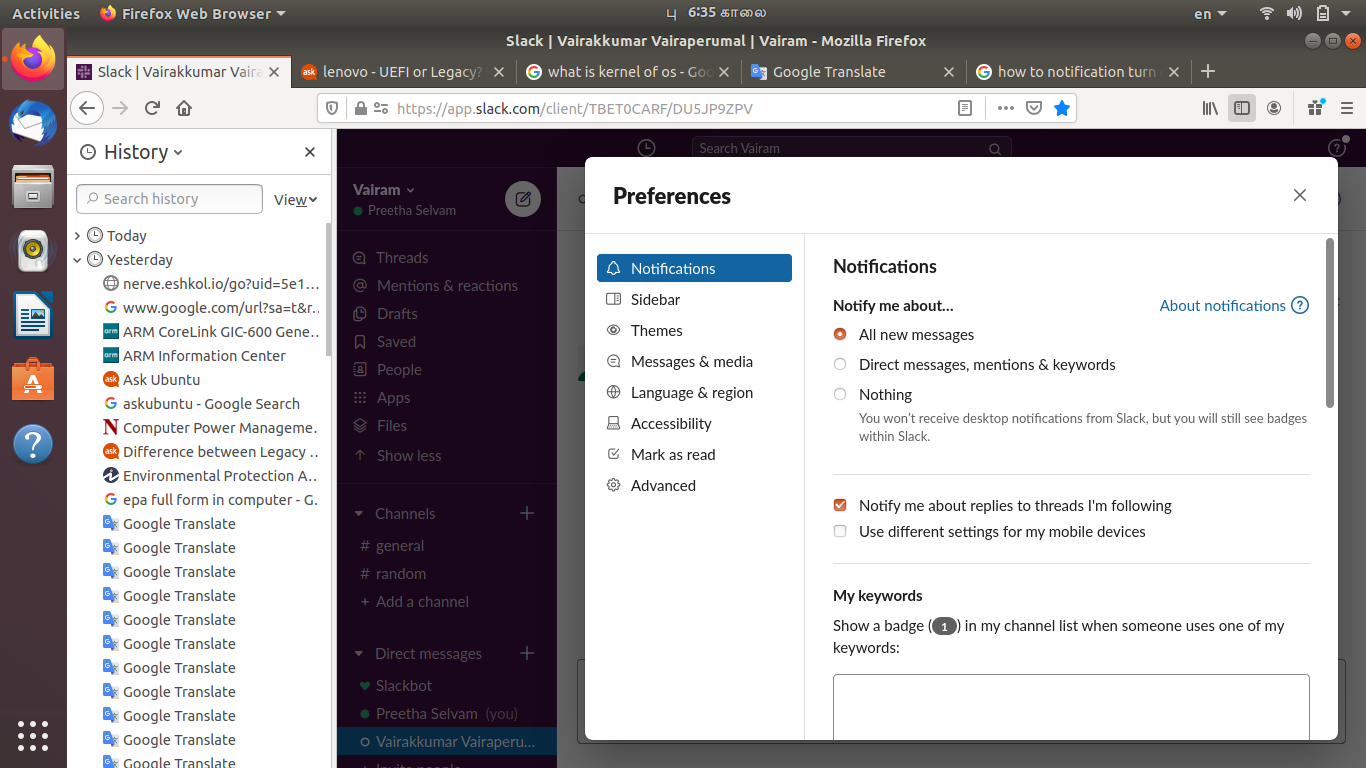 Activities
Firefox Web Browser
பு 6:35 காலை
en
Slack | Vairakkumar Vairaperumal | Vairam - Mozilla Firefox
Slack | Vairakkumar Vaira
lenovo - UEFI or Legacy?
what is kernel of os - Goo
Google Translate
how to notification turn
https://app.slack.com/client/TBET0CARF/DU5JP9ZPV
History
Search history
View
Today
Yesterday
nerve.eshkol.io/go?uid=5e1...
www.google.com/url?sa=t&r...
ARM CoreLink GIC-600 Gene...
ARM Information Center
Ask Ubuntu
askubuntu - Google Search
Computer Power Manageme...
Difference between Legacy ...
Environmental Protection A...
epa full form in computer - G...
Google Translate
Google Translate
Google Translate
Google Translate
Google Translate
Google Translate
Google Translate
Google Translate
Google Translate
Google Translate
Google Translate
Search Vairam
Vairam
Preetha Selvam
Threads
Mentions & reactions
Drafts
Saved
People
Apps
Files
Show less
Channels
# general
# random
+ Add a channel
Direct messages
Slackbot
Preetha Selvam (you)
Vairakkumar Vairaperu...
Invite people
Preferences
Notifications
Sidebar
Themes
Messages & media
Language & region
Accessibility
Mark as read
Advanced
Notifications
Notify me about...
About notifications
All new messages
Direct messages, mentions & keywords
Nothing
You won't receive desktop notifications from Slack, but you will still see badges
within Slack.
Notify me about replies to threads I'm following
Use different settings for my mobile devices
My keywords
Show a badge (1) in my channel list when someone uses one of my
keywords: